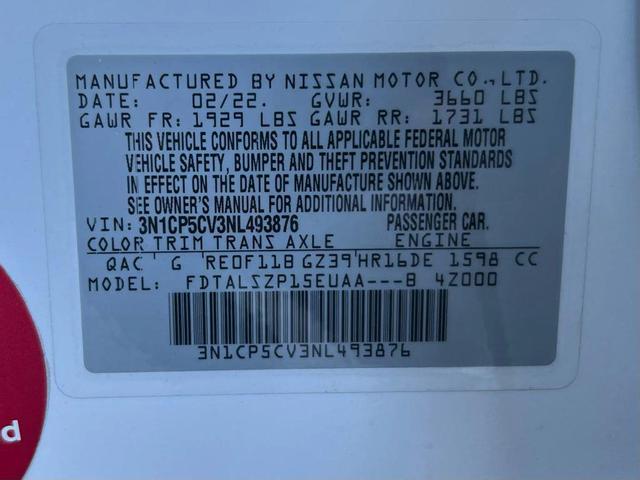 MANUFACTURED BY NISSAN MOTOR CO., LTD.
DATE: 02/22. GVWR: 3660 LBS
GAWR FR: 1929 LBS GAWR RR: 1731 LBS
THIS VEHICLE CONFORMS TO ALL APPLICABLE FEDERAL MOTOR
VEHICLE SAFETY, BUMPER AND THEFT PREVENTION STANDARDS
IN EFFECT ON THE DATE OF MANUFACTURE SHOWN ABOVE.
SEE OWNER'S MANUAL FOR ADDITIONAL INFORMATION.
VIN: 3N1CP5CV3NL493876 PASSENGER CAR.
COLOR TRIM TRANS AXLE ENGINE
QAC G RE0F11B GZ39 HR16DE 1598 CC
MODEL FDTALSZP15EUAA---B 4Z000
3N1CP5CV3NL493876
d